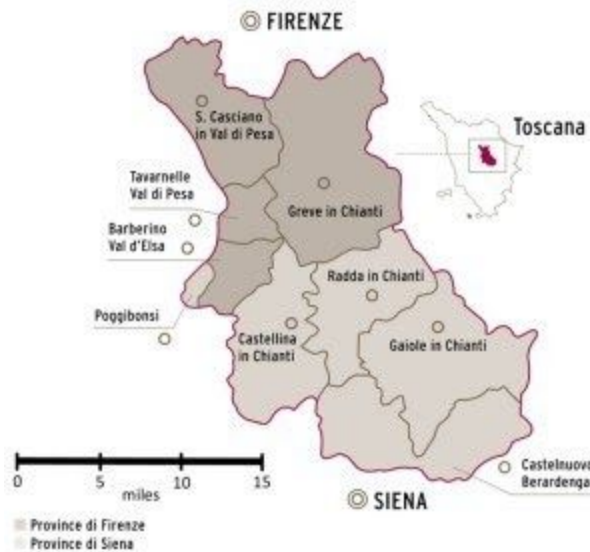 FIRENZE
S. Casciano
in Val di Pesa
Toscana
Tavarnelle
Val di Pesa
Greve in Chianti
Barberino
Val d'Elsa
Radda in Chianti
Poggibonsi
Castellina
in Chianti
Gaiole in Chianti
0 5 10 15
miles
Castelnuovo
Berardenga
SIENA
Province di Firenze
Province di Siena